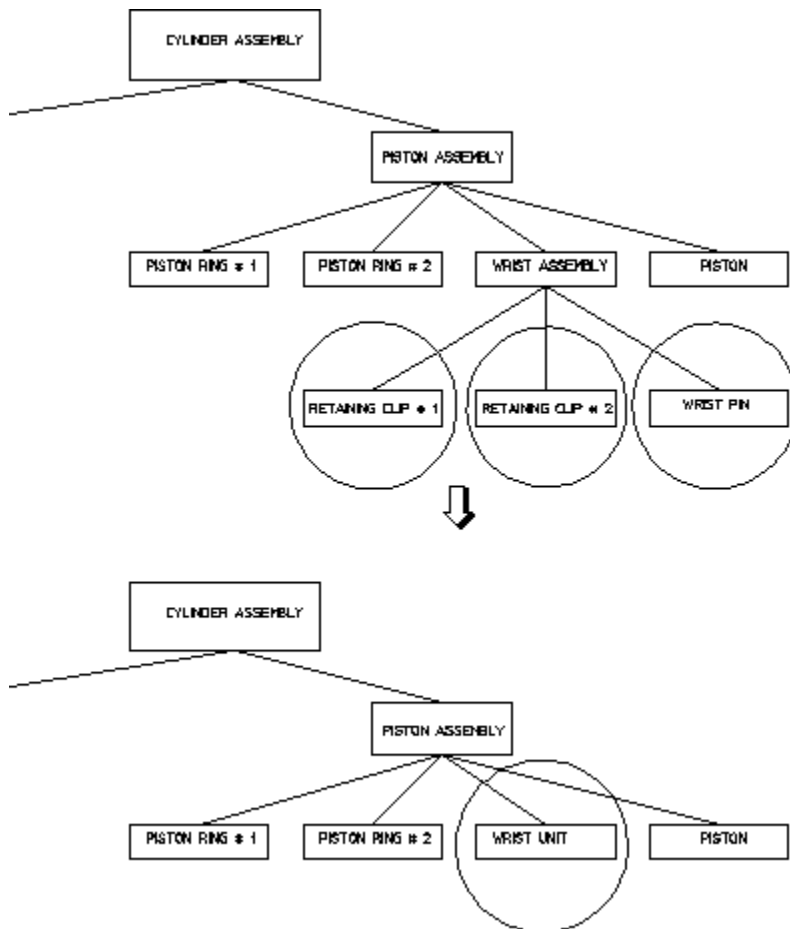 CYLINDER ASSEMBLY
PISTON ASSEMBLY
PISTON RING # 1
PISTON RING # 2
WRIST ASSEMBLY
PISTON
RETAINING CLIP # 1
RETAINING CLIP # 2
WRIST PIN
CYLINDER ASSEMBLY
PISTON ASSENBLY
PISTON RING # 1
PISTON RING # 2
WRIST UNIT
PISTON